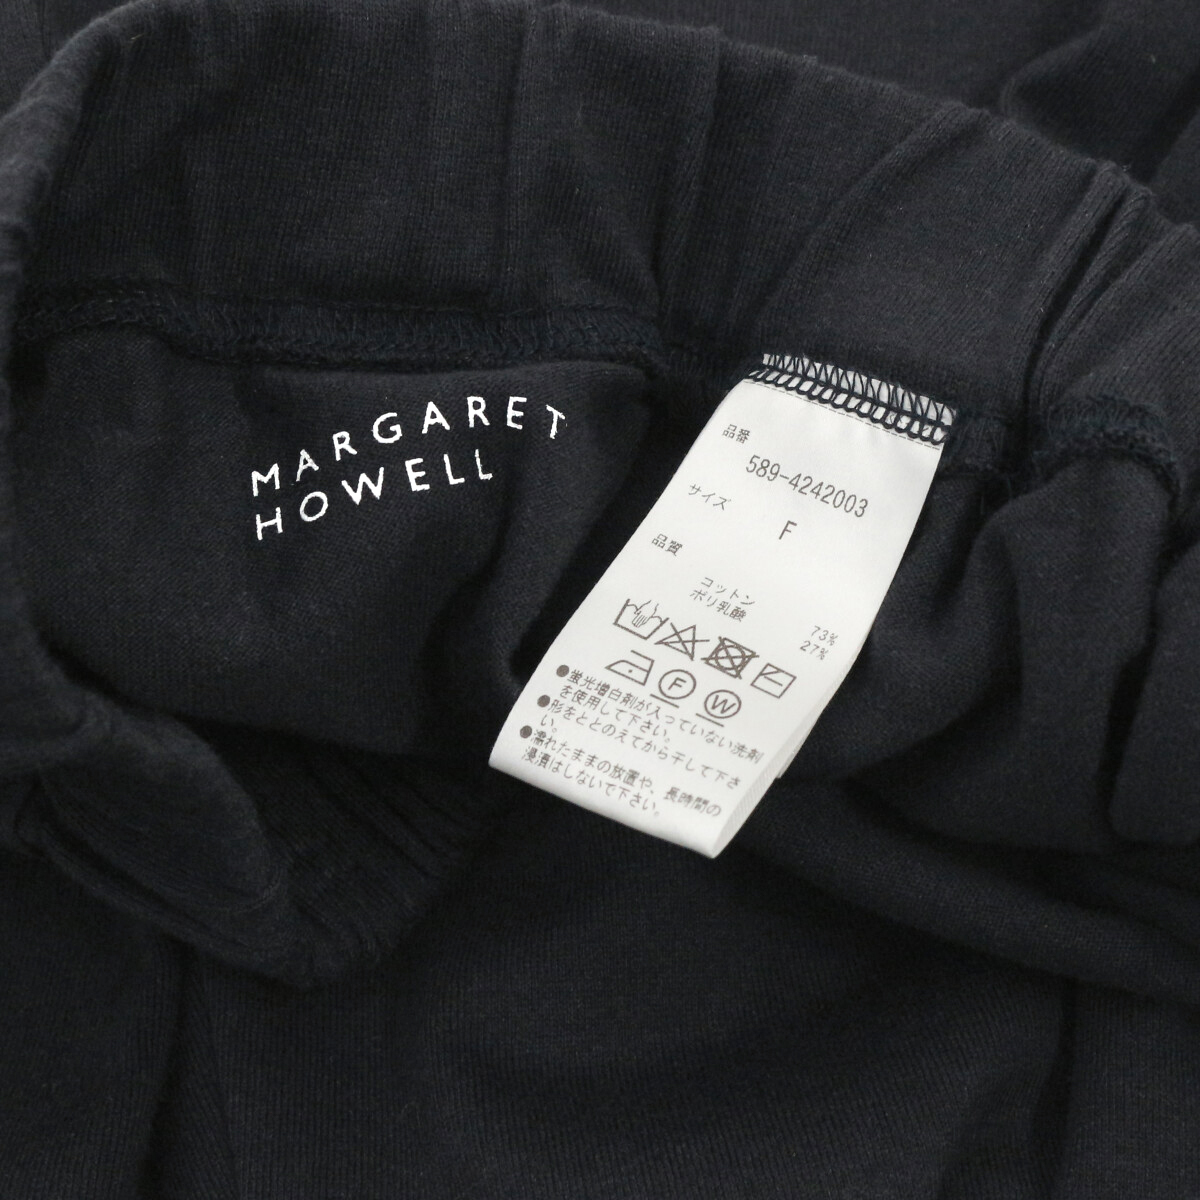 MARGARET
HOWELL
品番
589-4242003
サイズ
F
品質
コットン 73%
ポリ乳酸 27%
F W
●蛍光増白剤が入っていない洗剤
を使用して下さい。
●形をととのえてから干して下さ
い。
●濡れたままの放置や、長時間の
浸漬はしないで下さい。